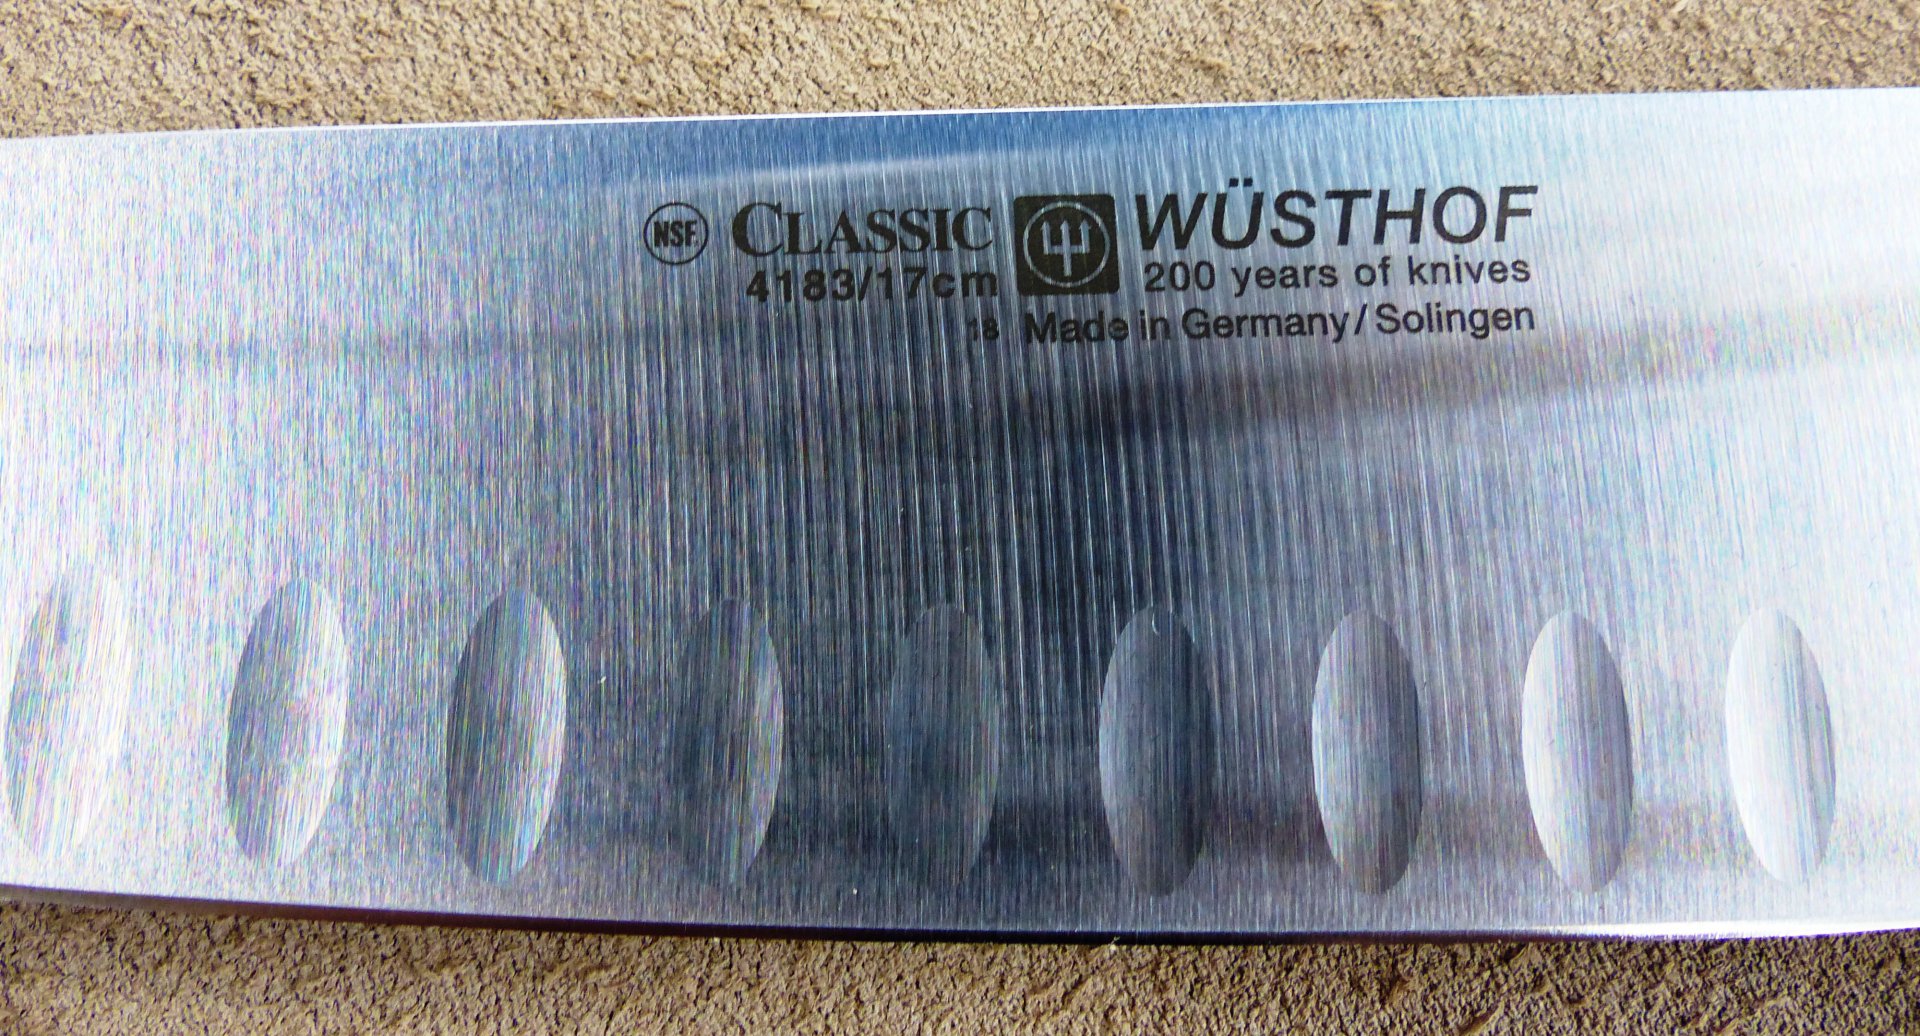 NSF. CLASSIC WÜSTHOF
4183/17cm 200 years of knives
18 Made in Germany/Solingen